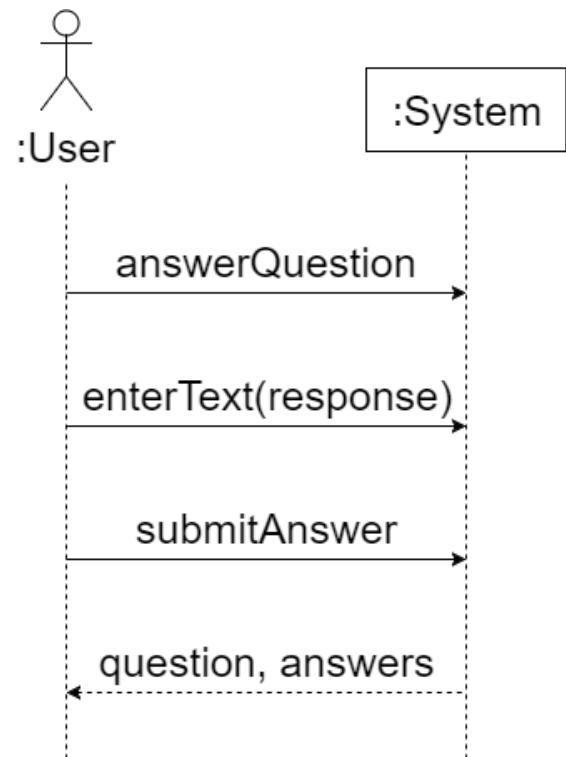 :User
:System
answerQuestion
enterText(response)
submitAnswer
question, answers